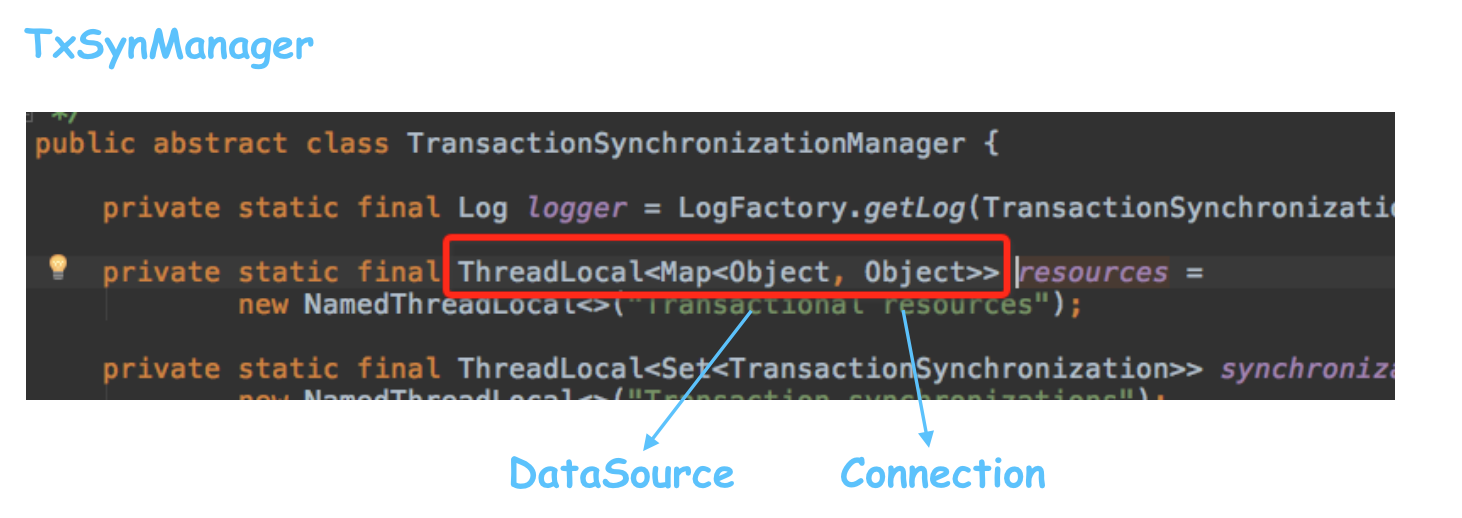 TxSynManager
*/
public abstract class TransactionSynchronizationManager {
private static final Log logger = LogFactory.getLog(TransactionSynchronizatio
private static final ThreadLocal<Map<Object, Object>> resources =
new NamedThreadLocal<>("Transactional resources");
private static final ThreadLocal<Set<TransactionSynchronization>> synchroniza
new NamedThreadLocal<>("Transaction synchronizations");
DataSource Connection